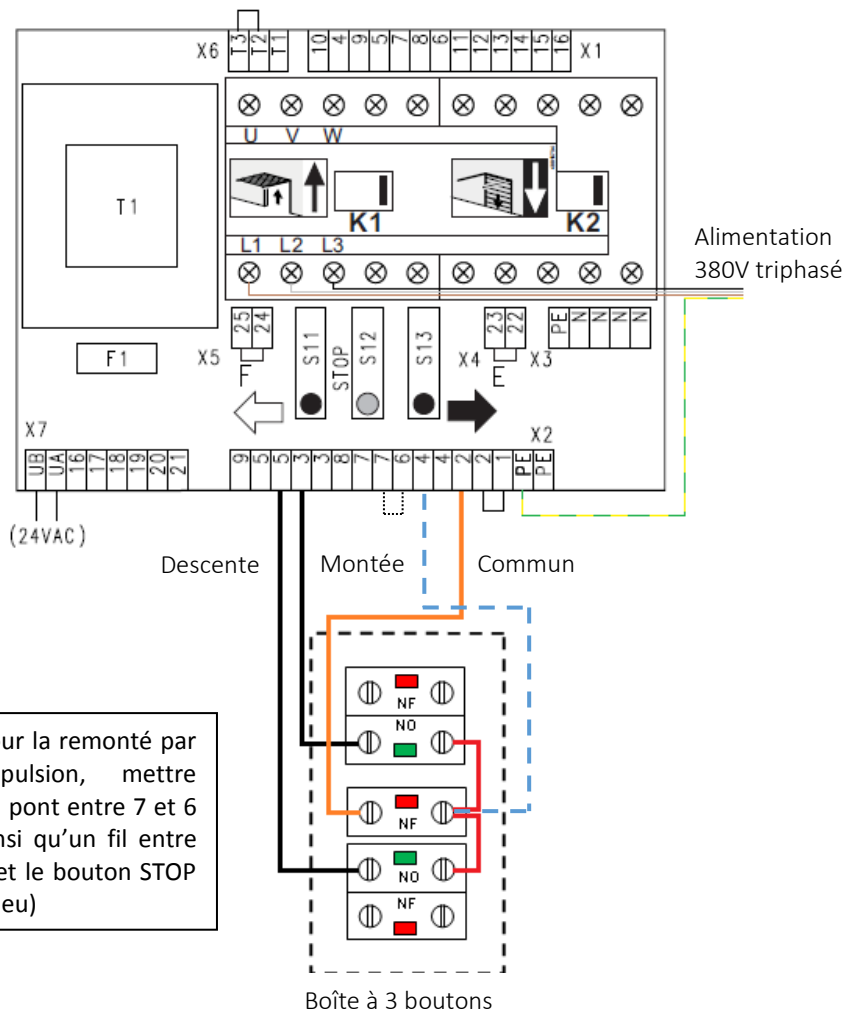 X6 T3 T2 T1 10 4 9 5 7 8 6 11 12 13 14 15 16 X1
U V W
T1
K1 K2
L1 L2 L3
Alimentation
380V triphasé
X5 25 24 S11 STOP S12 S13 X4 23 22 X3 PE N N N N
F1
F E
X7 X2
UB UA 16 17 18 19 20 21 9 5 5 3 3 8 7 7 6 4 4 2 2 1 PE PE
(24VAC)
Descente Montée Commun
NF
NO
NF
NO
NF
ur la remonté par
pulsion, mettre
pont entre 7 et 6
nsi qu'un fil entre
et le bouton STOP
eu)
Boîte à 3 boutons